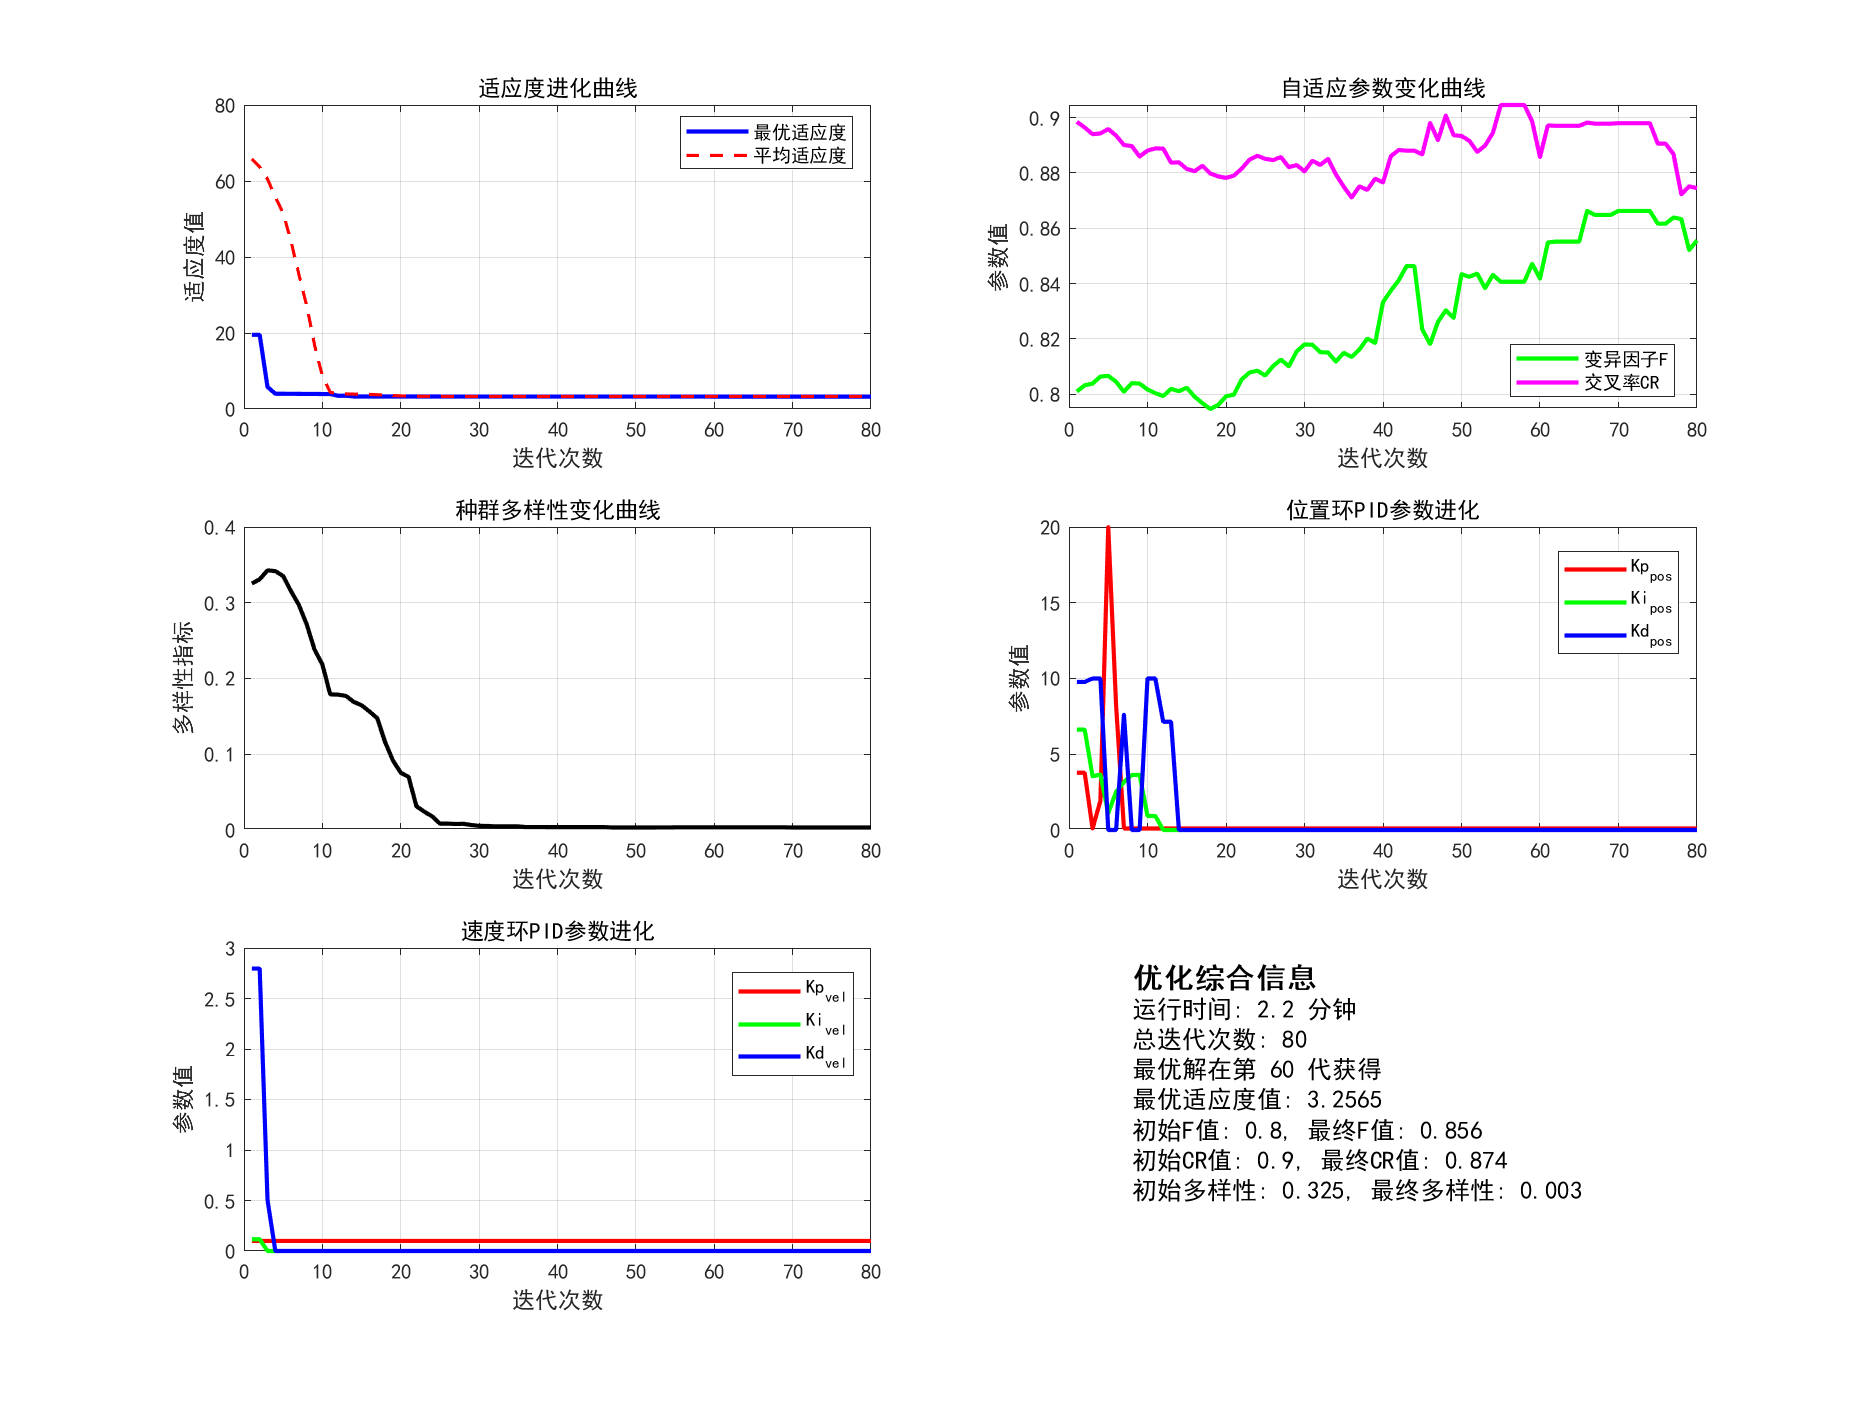 适应度进化曲线
80
60
40
20
0
适应度值
最优适应度
平均适应度
0 10 20 30 40 50 60 70 80
迭代次数
自适应参数变化曲线
0.9
0.88
0.86
0.84
0.82
0.8
参数值
变异因子F
交叉率CR
0 10 20 30 40 50 60 70 80
迭代次数
种群多样性变化曲线
0.4
0.3
0.2
0.1
0
多样性指标
0 10 20 30 40 50 60 70 80
迭代次数
位置环PID参数进化
20
15
10
5
0
参数值
Kp_pos
Ki_pos
Kd_pos
0 10 20 30 40 50 60 70 80
迭代次数
速度环PID参数进化
3
2.5
2
1.5
1
0.5
0
参数值
Kp_vel
Ki_vel
Kd_vel
0 10 20 30 40 50 60 70 80
迭代次数
优化综合信息
运行时间: 2.2 分钟
总迭代次数: 80
最优解在第 60 代获得
最优适应度值: 3.2565
初始F值: 0.8, 最终F值: 0.856
初始CR值: 0.9, 最终CR值: 0.874
初始多样性: 0.325, 最终多样性: 0.003